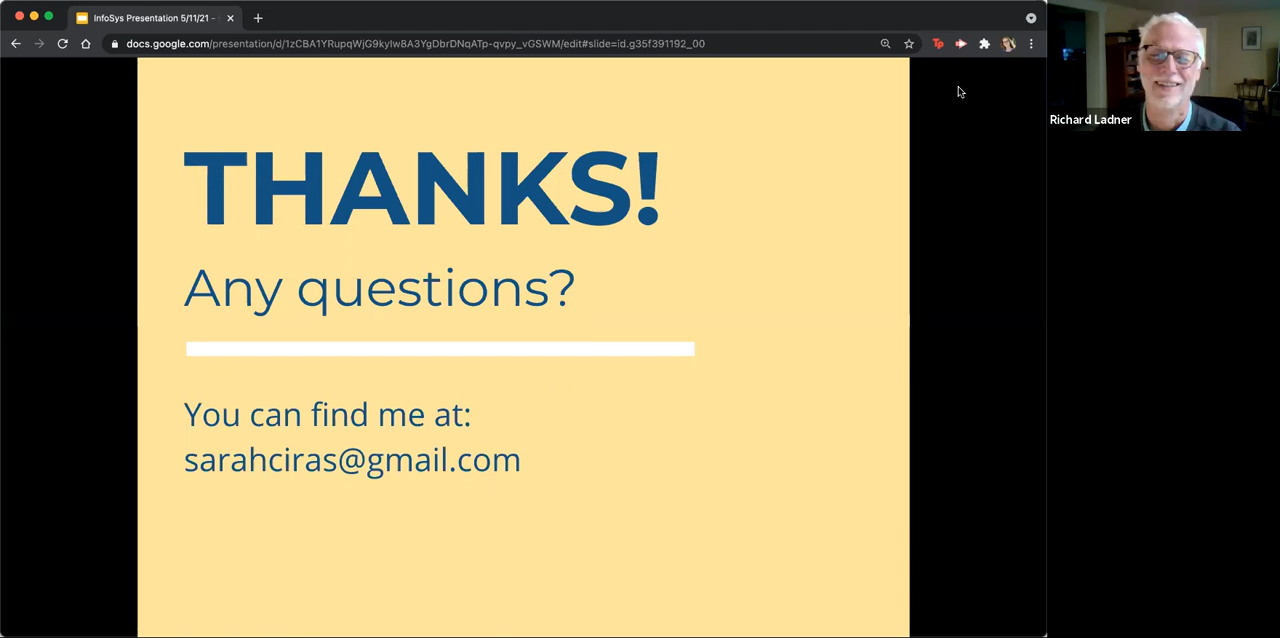 InfoSys Presentation 5/11/21 -
docs.google.com/presentation/d/1zCBA1YRupqWjG9kyIw8A3YgDbrDNqATp-qvpy_vGSWM/edit#slide=id.g35f391192_00
Richard Ladner
THANKS!
Any questions?
You can find me at:
sarahciras@gmail.com